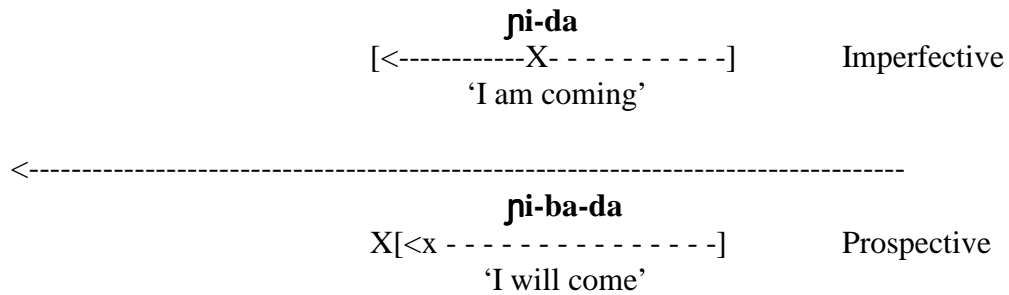 ɲi-da
[<------------X- - - - - - - - - -] Imperfective
‘I am coming’
<-----------------------------------------------------------------------------------
ɲi-ba-da
X[<x - - - - - - - - - - - - - - -] Prospective
‘I will come’